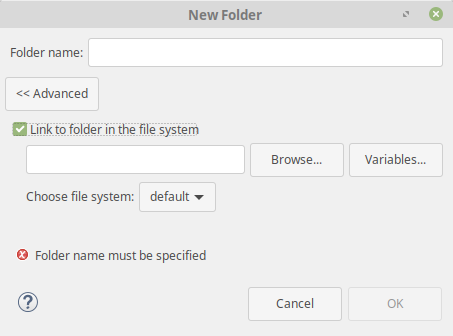 New Folder
Folder name:
<< Advanced
Link to folder in the file system
Browse... Variables...
Choose file system: default
Folder name must be specified
? Cancel OK